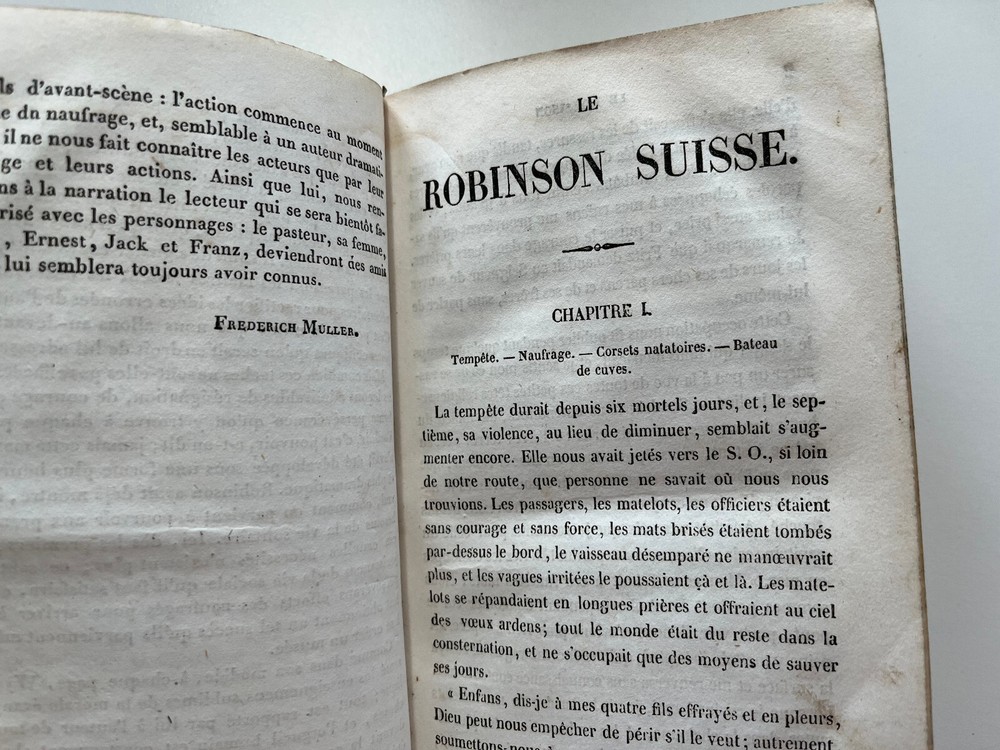 ls d'avant-scène : l'action commence au moment
e dn naufrage, et, semblable à un auteur dramati-
il ne nous fait connaître les acteurs que par leur
ge et leurs actions. Ainsi que lui, nous ren-
ns à la narration le lecteur qui se sera bientôt fa-
risé avec les personnages : le pasteur, sa femme,
, Ernest, Jack et Franz, deviendront des amis
lui semblera toujours avoir connus.
FREDERICH MULLER.
LE
ROBINSON SUISSE.
CHAPITRE I.
Tempête. — Naufrage. — Corsets natatoires. — Bateau
de cuves.
La tempête durait depuis six mortels jours, et, le sep-
tième, sa violence, au lieu de diminuer, semblait s'aug-
menter encore. Elle nous avait jetés vers le S. O., si loin
de notre route, que personne ne savait où nous nous
trouvions. Les passagers, les matelots, les officiers étaient
sans courage et sans force, les mats brisés étaient tombés
par-dessus le bord, le vaisseau désemparé ne manœuvrait
plus, et les vagues irritées le poussaient çà et là. Les mate-
lots se répandaient en longues prières et offraient au ciel
des vœux ardens; tout le monde était du reste dans la
consternation, et ne s'occupait que des moyens de sauver
ses jours.
« Enfans, dis-je à mes quatre fils effrayés et en pleurs,
Dieu peut nous empêcher de périr s'il le veut; autrement
soumettons-nous à